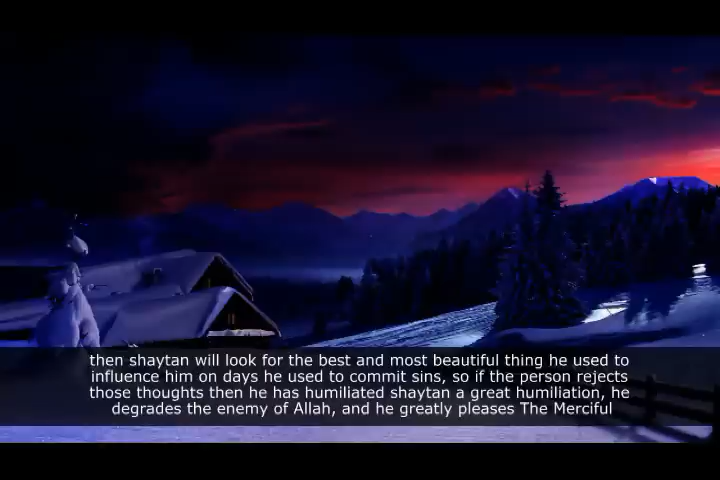 then shaytan will look for the best and most beautiful thing he used to
influence him on days he used to commit sins, so if the person rejects
those thoughts then he has humiliated shaytan a great humiliation, he
degrades the enemy of Allah, and he greatly pleases The Merciful